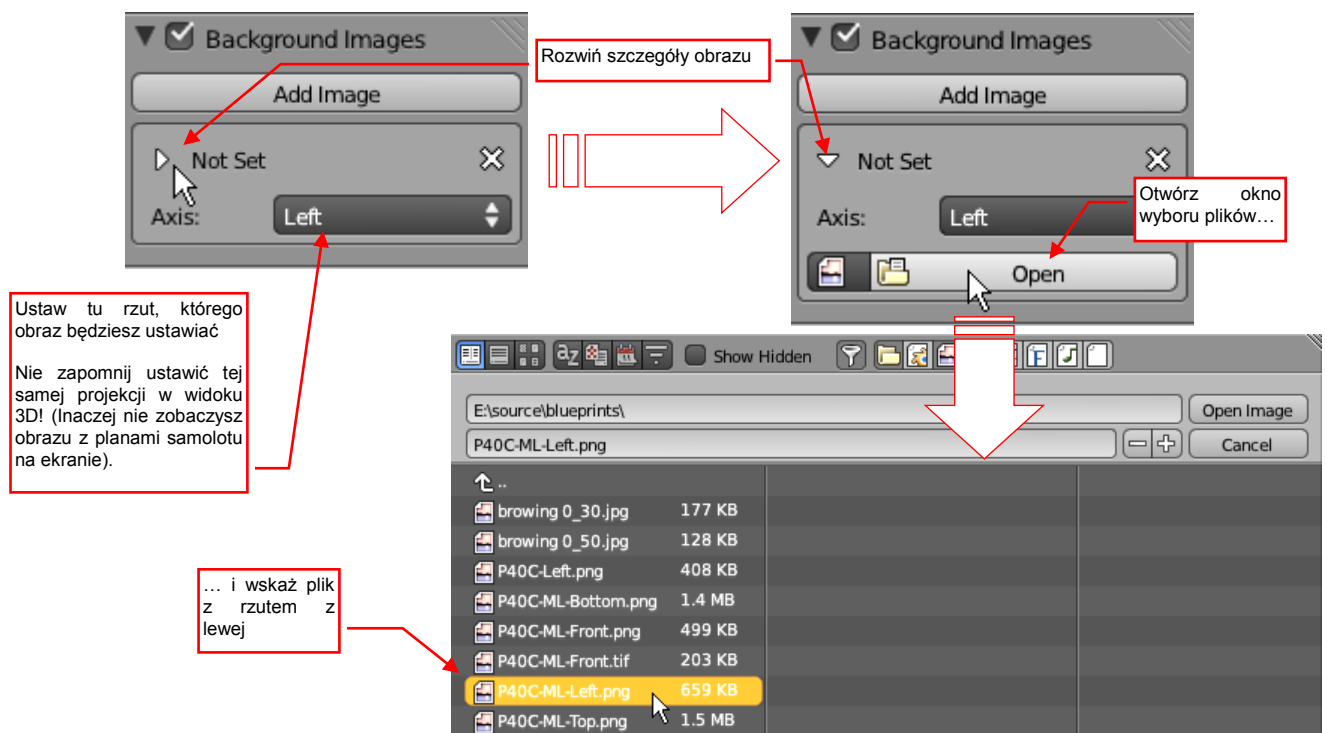 Background Images
Add Image
Not Set
Axis:
Left
Rozwiń szczegóły obrazu
Background Images
Add Image
Not Set
Axis:
Left
Open
Otwórz okno
wyboru plików…
Ustaw tu rzut, którego
obraz będziesz ustawiać
Nie zapomnij ustawić tej
samej projekcji w widoku
3D! (Inaczej nie zobaczysz
obrazu z planami samolotu
na ekranie).
Show Hidden
E:\source\blueprints\
Open Image
P40C-ML-Left.png
Cancel
..
browing 0_30.jpg 177 KB
browing 0_50.jpg 128 KB
P40C-Left.png 408 KB
P40C-ML-Bottom.png 1.4 MB
P40C-ML-Front.png 499 KB
P40C-ML-Front.tif 203 KB
P40C-ML-Left.png 659 KB
P40C-ML-Top.png 1.5 MB
… i wskaż plik
z rzutem z
lewej